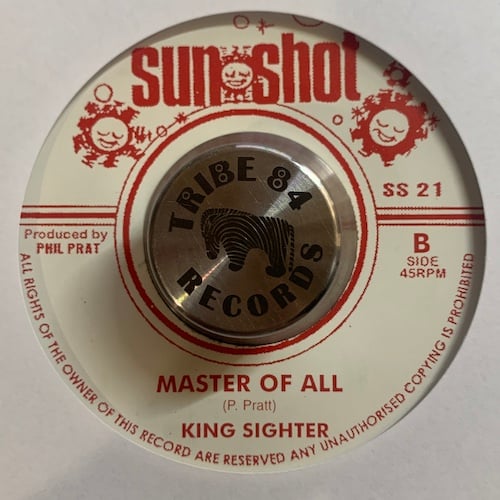 sun shot
TRIBE 84
RECORDS
SS 21
Produced by
PHIL PRAT
B
SIDE
45RPM
MASTER OF ALL
(P. Pratt)
KING SIGHTER
ALL RIGHTS OF THE OWNER OF THIS RECORD ARE RESERVED ANY UNAUTHORISED COPYING IS PROHIBITED